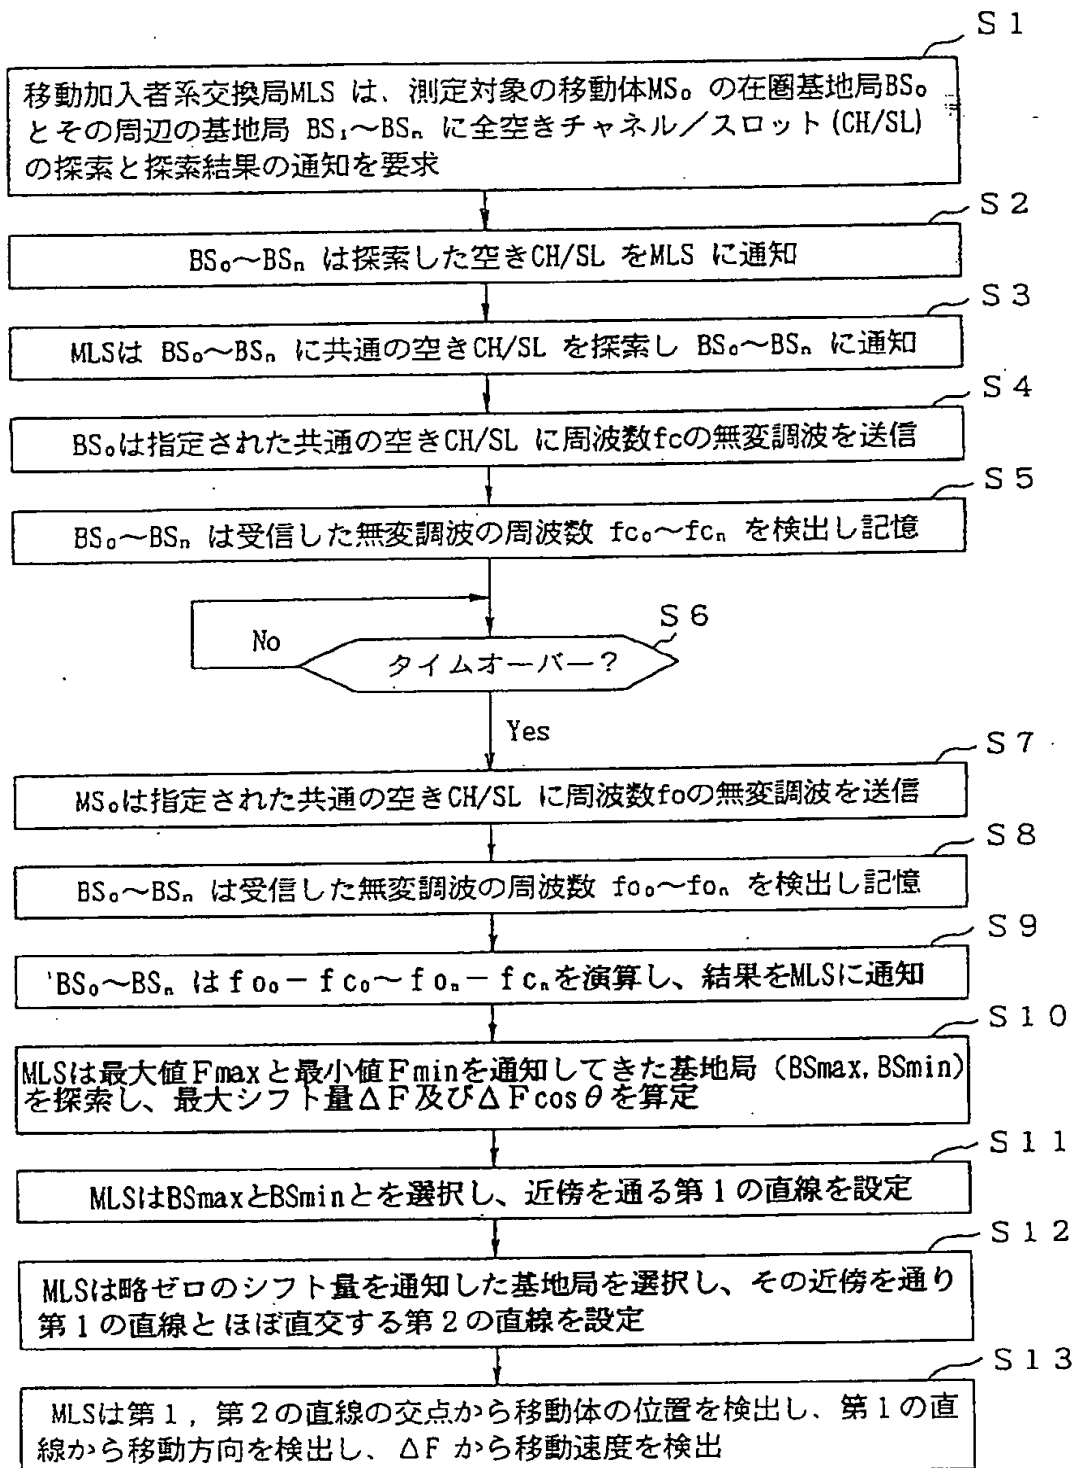 S1
移動加入者系交換局MLS は、測定対象の移動体MS₀ の在圏基地局BS₀
とその周辺の基地局 BS₁～BSₙ に全空きチャネル／スロット(CH/SL)
の探索と探索結果の通知を要求
S2
BS₀～BSₙ は探索した空きCH/SL をMLS に通知
S3
MLSは BS₀～BSₙ に共通の空きCH/SL を探索し BS₀～BSₙ に通知
S4
BS₀は指定された共通の空きCH/SL に周波数fcの無変調波を送信
S5
BS₀～BSₙ は受信した無変調波の周波数 fc₀～fcₙ を検出し記憶
S6
No
タイムオーバー？
Yes
S7
MS₀は指定された共通の空きCH/SL に周波数foの無変調波を送信
S8
BS₀～BSₙ は受信した無変調波の周波数 fo₀～foₙ を検出し記憶
S9
BS₀～BSₙ はfo₀－fc₀～foₙ－fcₙを演算し、結果をMLSに通知
S10
MLSは最大値Fmaxと最小値Fminを通知してきた基地局（BSmax,BSmin)
を探索し、最大シフト量ΔF及びΔFcosθを算定
S11
MLSはBSmaxとBSminとを選択し、近傍を通る第１の直線を設定
S12
MLSは略ゼロのシフト量を通知した基地局を選択し、その近傍を通り
第１の直線とほぼ直交する第２の直線を設定
S13
MLSは第１，第２の直線の交点から移動体の位置を検出し、第１の直
線から移動方向を検出し、ΔF から移動速度を検出